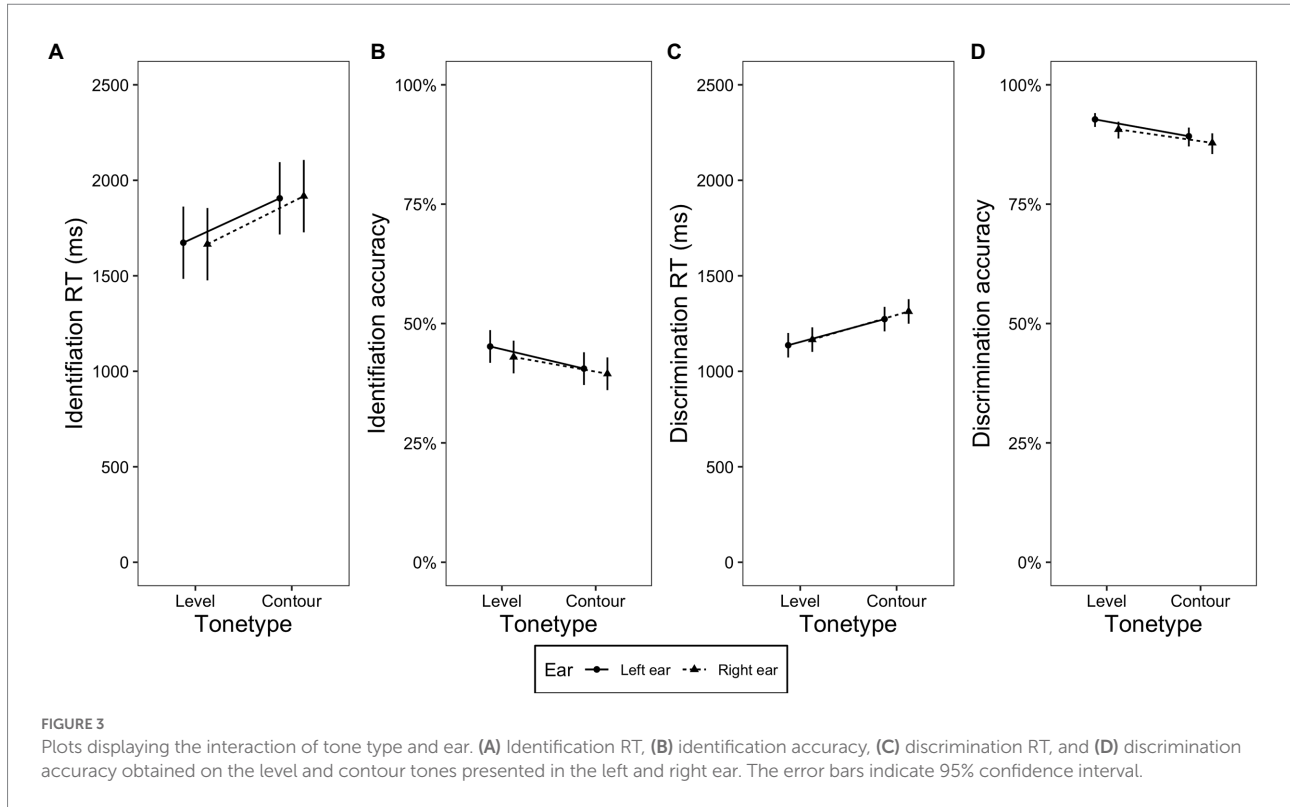 A
B
C
D
Identifiation RT (ms)
2500
2000
1500
1000
500
0
Level Contour
Tonetype
Identifiation accuracy
100%
75%
50%
25%
0%
Level Contour
Tonetype
Discrimination RT (ms)
2500
2000
1500
1000
500
0
Level Contour
Tonetype
Discrimination accuracy
100%
75%
50%
25%
0%
Level Contour
Tonetype
Ear Left ear Right ear
FIGURE 3
Plots displaying the interaction of tone type and ear. (A) Identification RT, (B) identification accuracy, (C) discrimination RT, and (D) discrimination
accuracy obtained on the level and contour tones presented in the left and right ear. The error bars indicate 95% confidence interval.